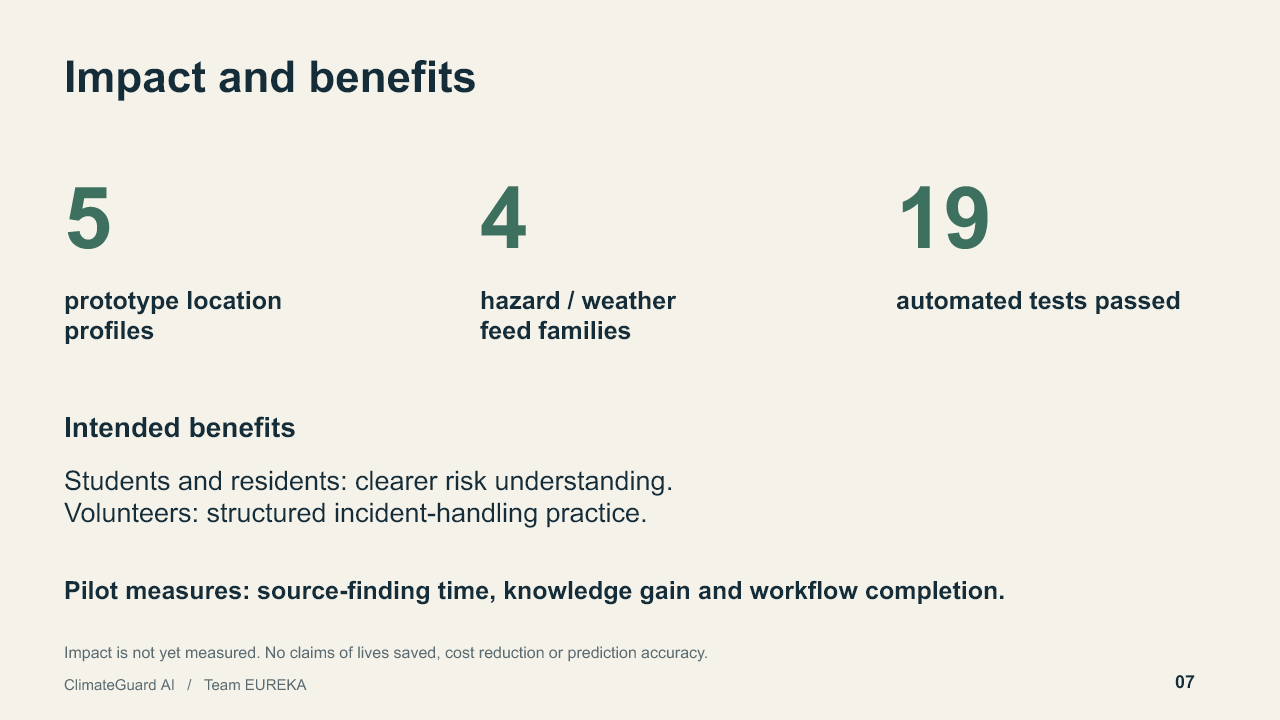 Impact and benefits
5
prototype location
profiles
4
hazard / weather
feed families
19
automated tests passed
Intended benefits
Students and residents: clearer risk understanding.
Volunteers: structured incident-handling practice.
Pilot measures: source-finding time, knowledge gain and workflow completion.
Impact is not yet measured. No claims of lives saved, cost reduction or prediction accuracy.
ClimateGuard AI / Team EUREKA
07